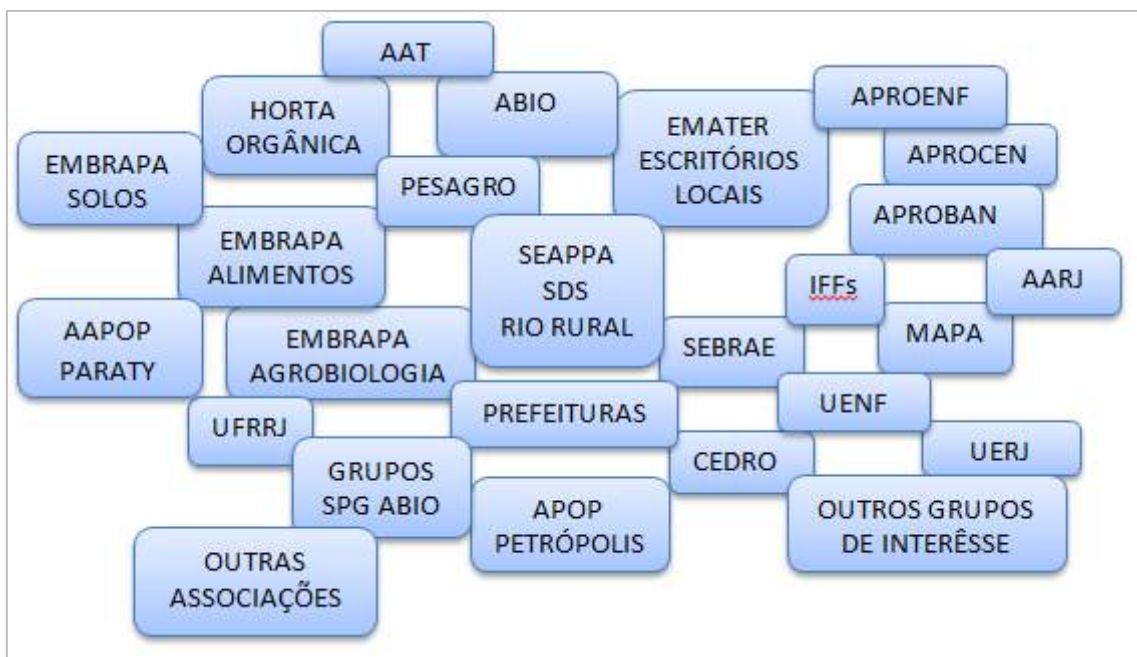 AAT
HORTA
ORGÂNICA
ABIO
APROENF
EMATER
ESCRITÓRIOS
LOCAIS
APROCEN
EMBRAPA
SOLOS
PESAGRO
APROBAN
EMBRAPA
ALIMENTOS
SEAPPA
SDS
RIO RURAL
IFFs
AARJ
AAPOP
PARATY
EMBRAPA
AGROBIOLOGIA
SEBRAE
MAPA
UFRRJ
PREFEITURAS
UENF
GRUPOS
SPG ABIO
CEDRO
UERJ
APOP
PETRÓPOLIS
OUTROS GRUPOS
DE INTERÊSSE
OUTRAS
ASSOCIAÇÕES